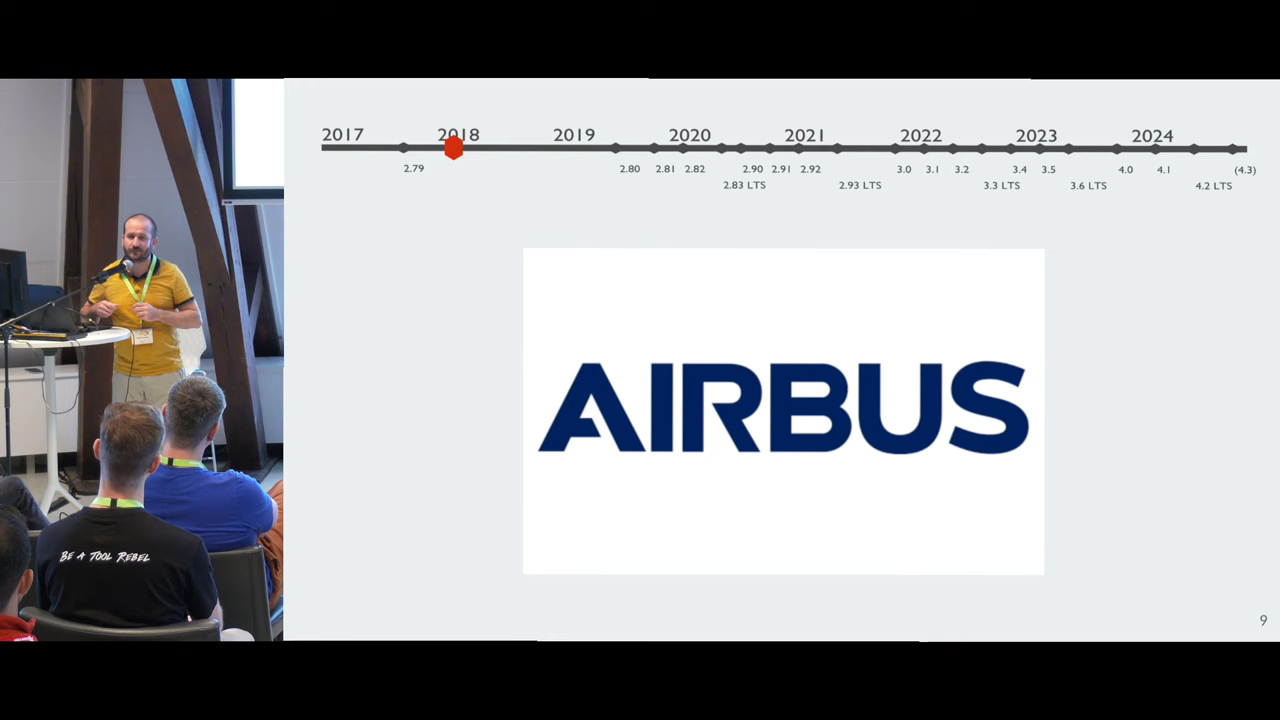 2017 2018 2019 2020 2021 2022 2023 2024
2.79 2.80 2.81 2.82 2.90 2.91 2.92 3.0 3.1 3.2 3.4 3.5 4.0 4.1 (4.3)
2.83 LTS 2.93 LTS 3.3 LTS 3.6 LTS 4.2 LTS
AIRBUS
BE A TOOL REBEL
9